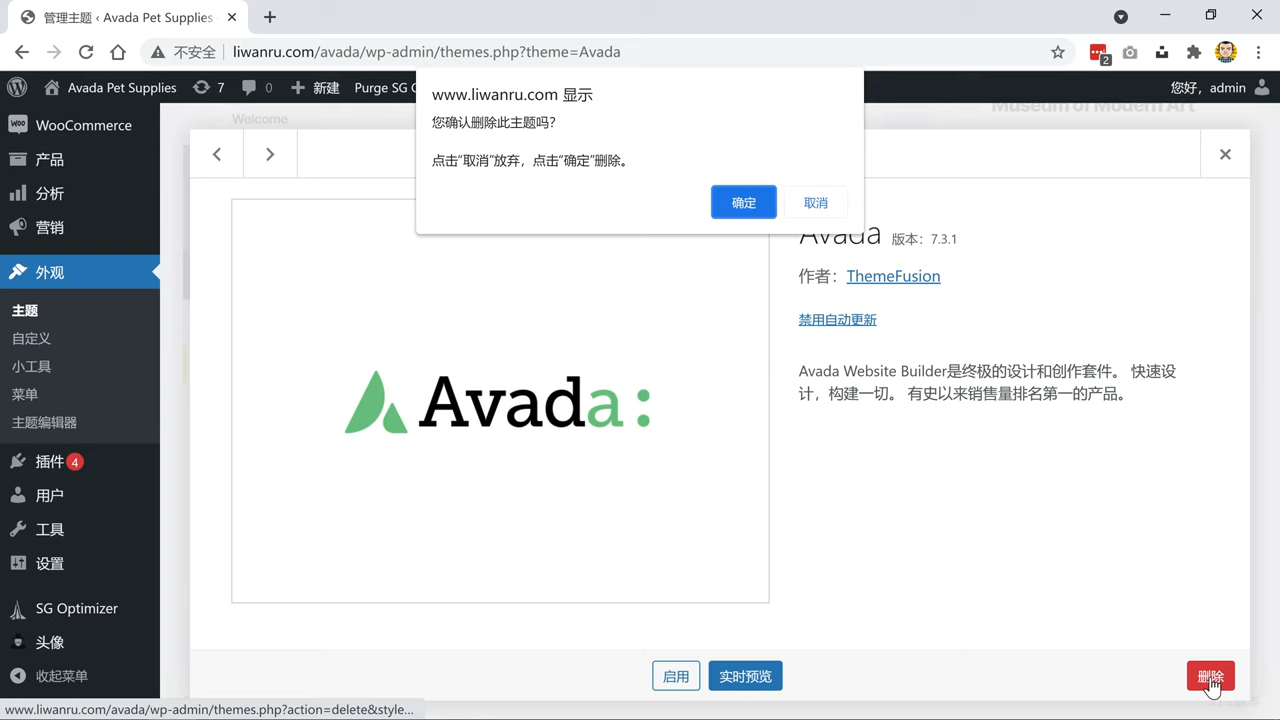 管理主题 ‹ Avada Pet Supplies
不安全
liwanru.com/avada/wp-admin/themes.php?theme=Avada
2
Avada Pet Supplies
7
0
新建
Purge SG
您好，admin
www.liwanru.com 显示
您确认删除此主题吗？
点击“取消”放弃，点击“确定”删除。
确定
取消
Welcome
Museum of Modern Art
WooCommerce
产品
分析
营销
外观
主题
自定义
小工具
菜单
主题编辑器
插件
4
用户
工具
设置
SG Optimizer
头像
收起菜单
Avada:
Avada 版本：7.3.1
作者：ThemeFusion
禁用自动更新
Avada Website Builder是终极的设计和创作套件。 快速设
计，构建一切。 有史以来销售量排名第一的产品。
启用
实时预览
删除
www.liwanru.com/avada/wp-admin/themes.php?action=delete&style...